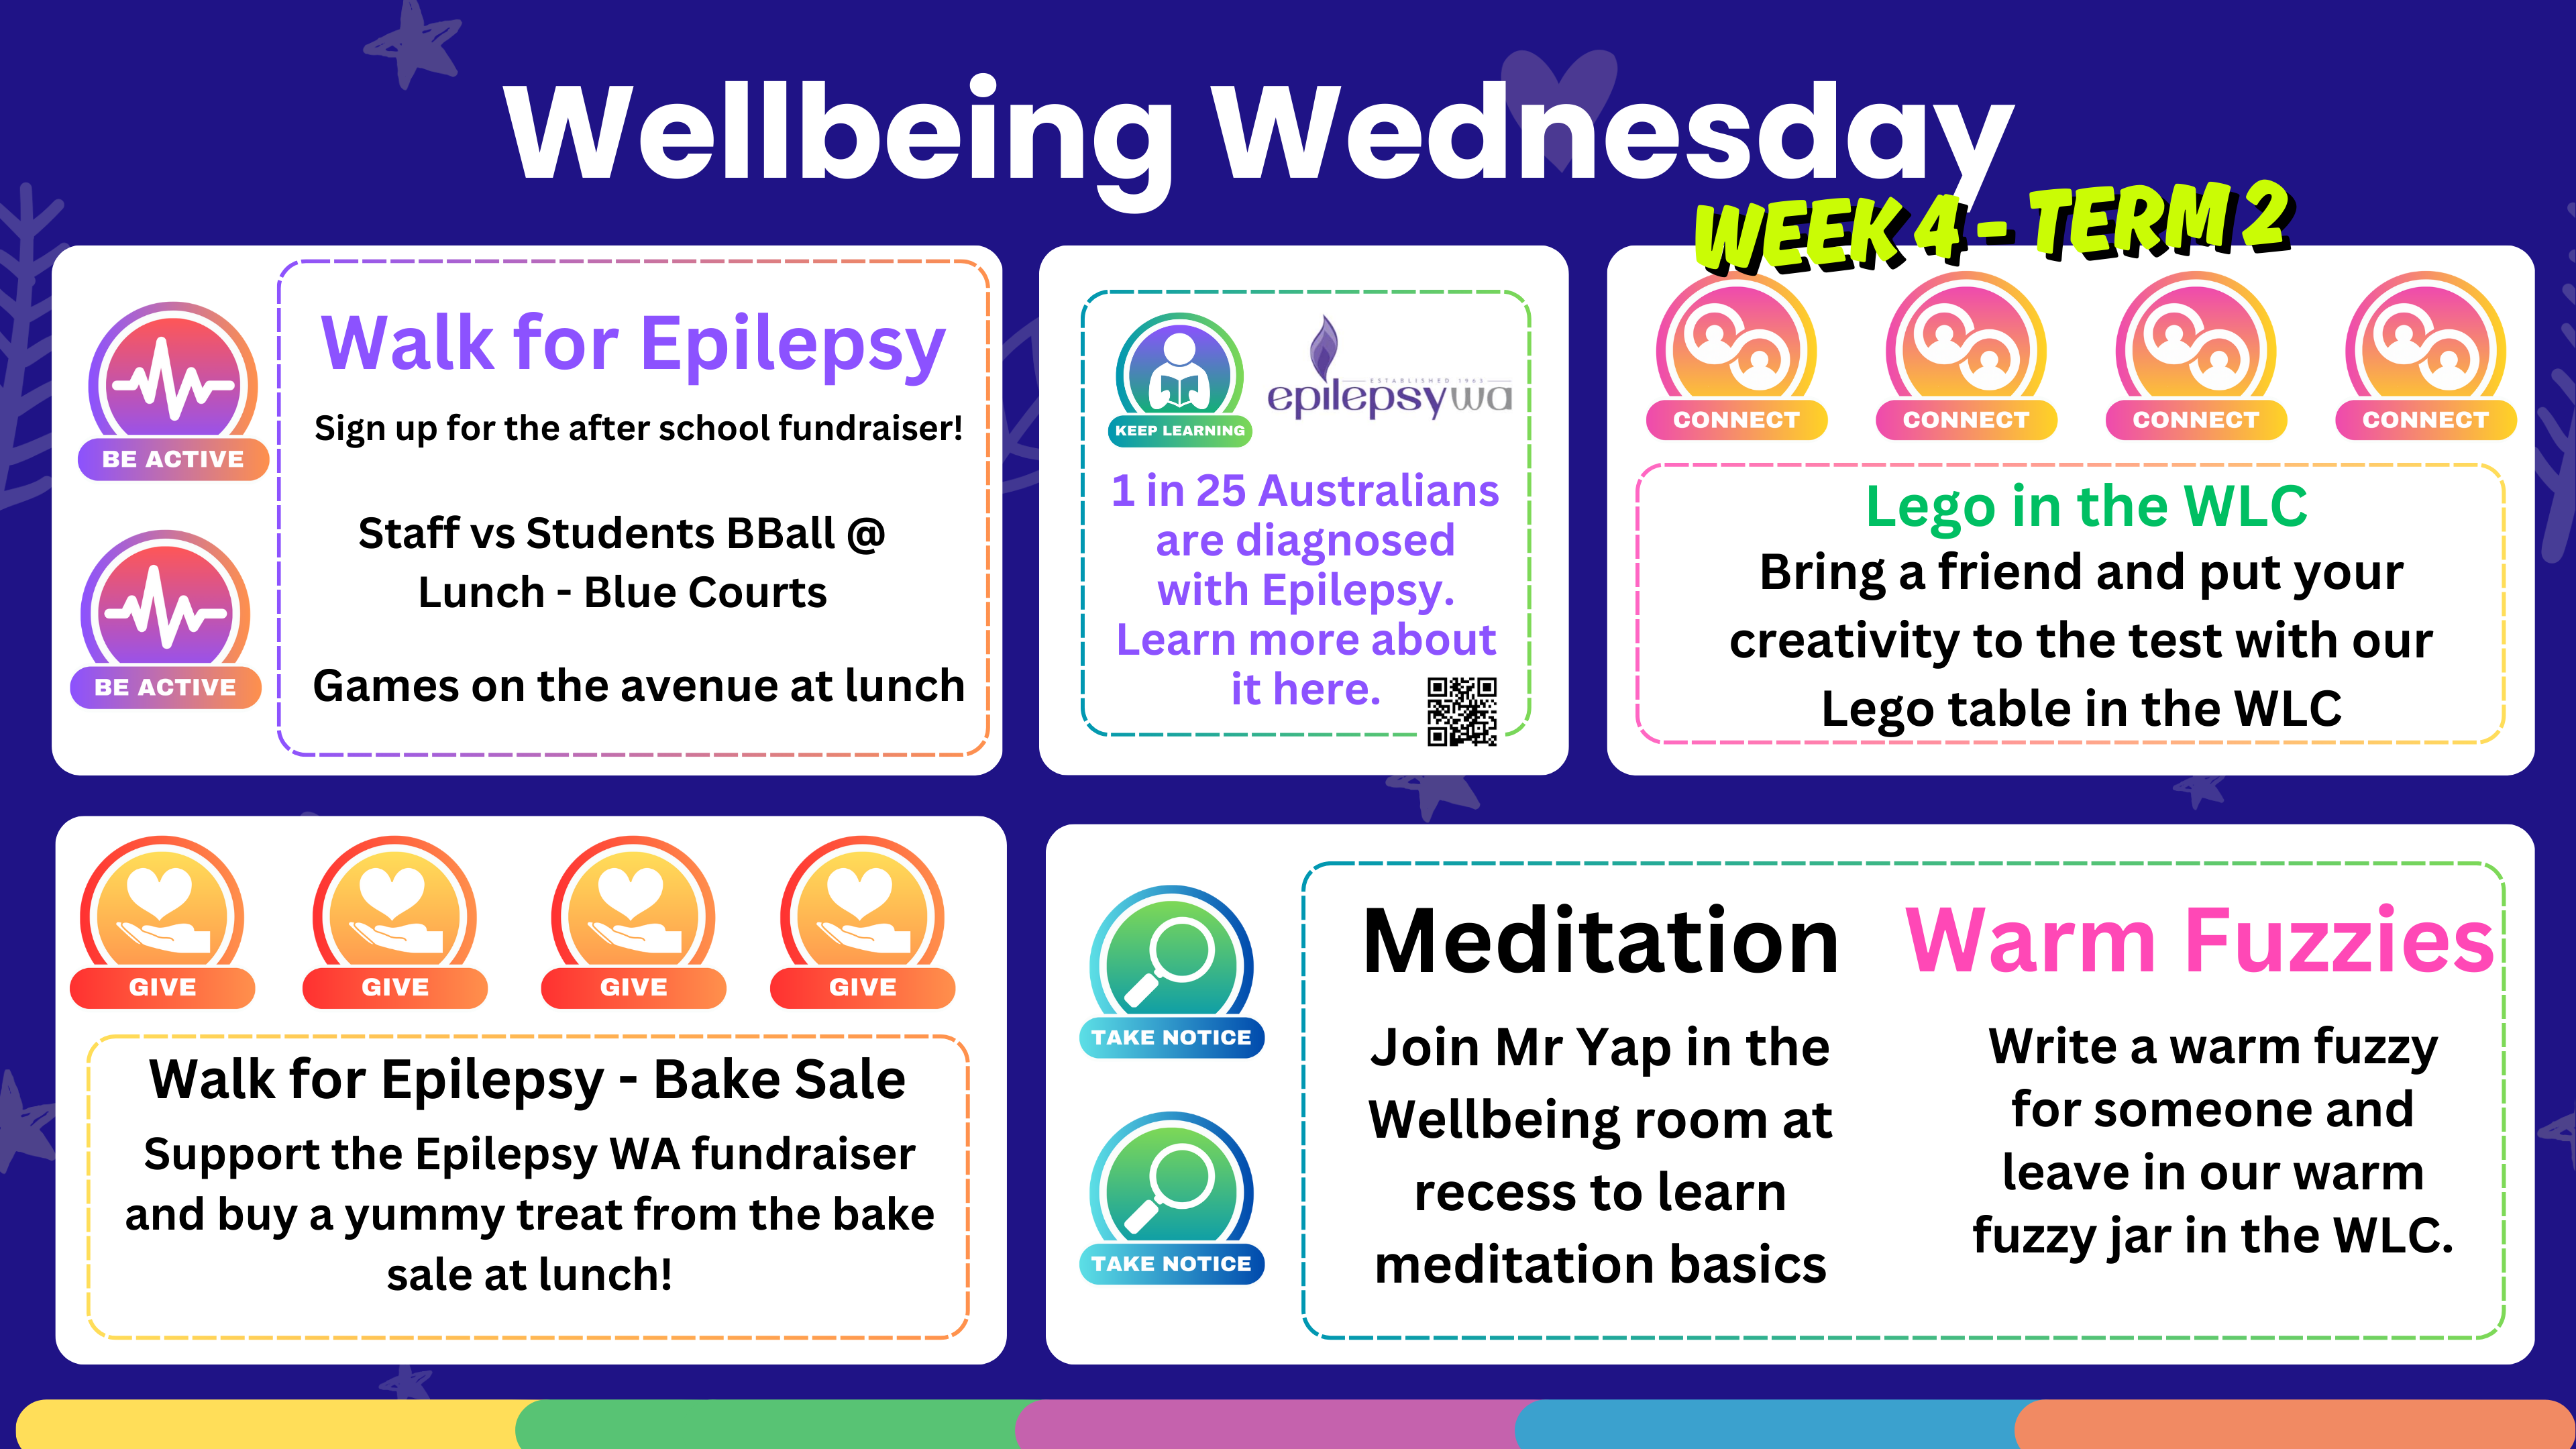 Wellbeing Wednesday
WEEK 4 - TERM 2
BE ACTIVE
BE ACTIVE
Walk for Epilepsy
Sign up for the after school fundraiser!
Staff vs Students BBall @
Lunch - Blue Courts
Games on the avenue at lunch
KEEP LEARNING
ESTABLISHED 1965
epilepsywa
1 in 25 Australians
are diagnosed
with Epilepsy.
Learn more about
it here.
CONNECT
CONNECT
CONNECT
CONNECT
Lego in the WLC
Bring a friend and put your
creativity to the test with our
Lego table in the WLC
GIVE
GIVE
GIVE
GIVE
Walk for Epilepsy - Bake Sale
Support the Epilepsy WA fundraiser
and buy a yummy treat from the bake
sale at lunch!
TAKE NOTICE
TAKE NOTICE
Meditation
Join Mr Yap in the
Wellbeing room at
recess to learn
meditation basics
Warm Fuzzies
Write a warm fuzzy
for someone and
leave in our warm
fuzzy jar in the WLC.